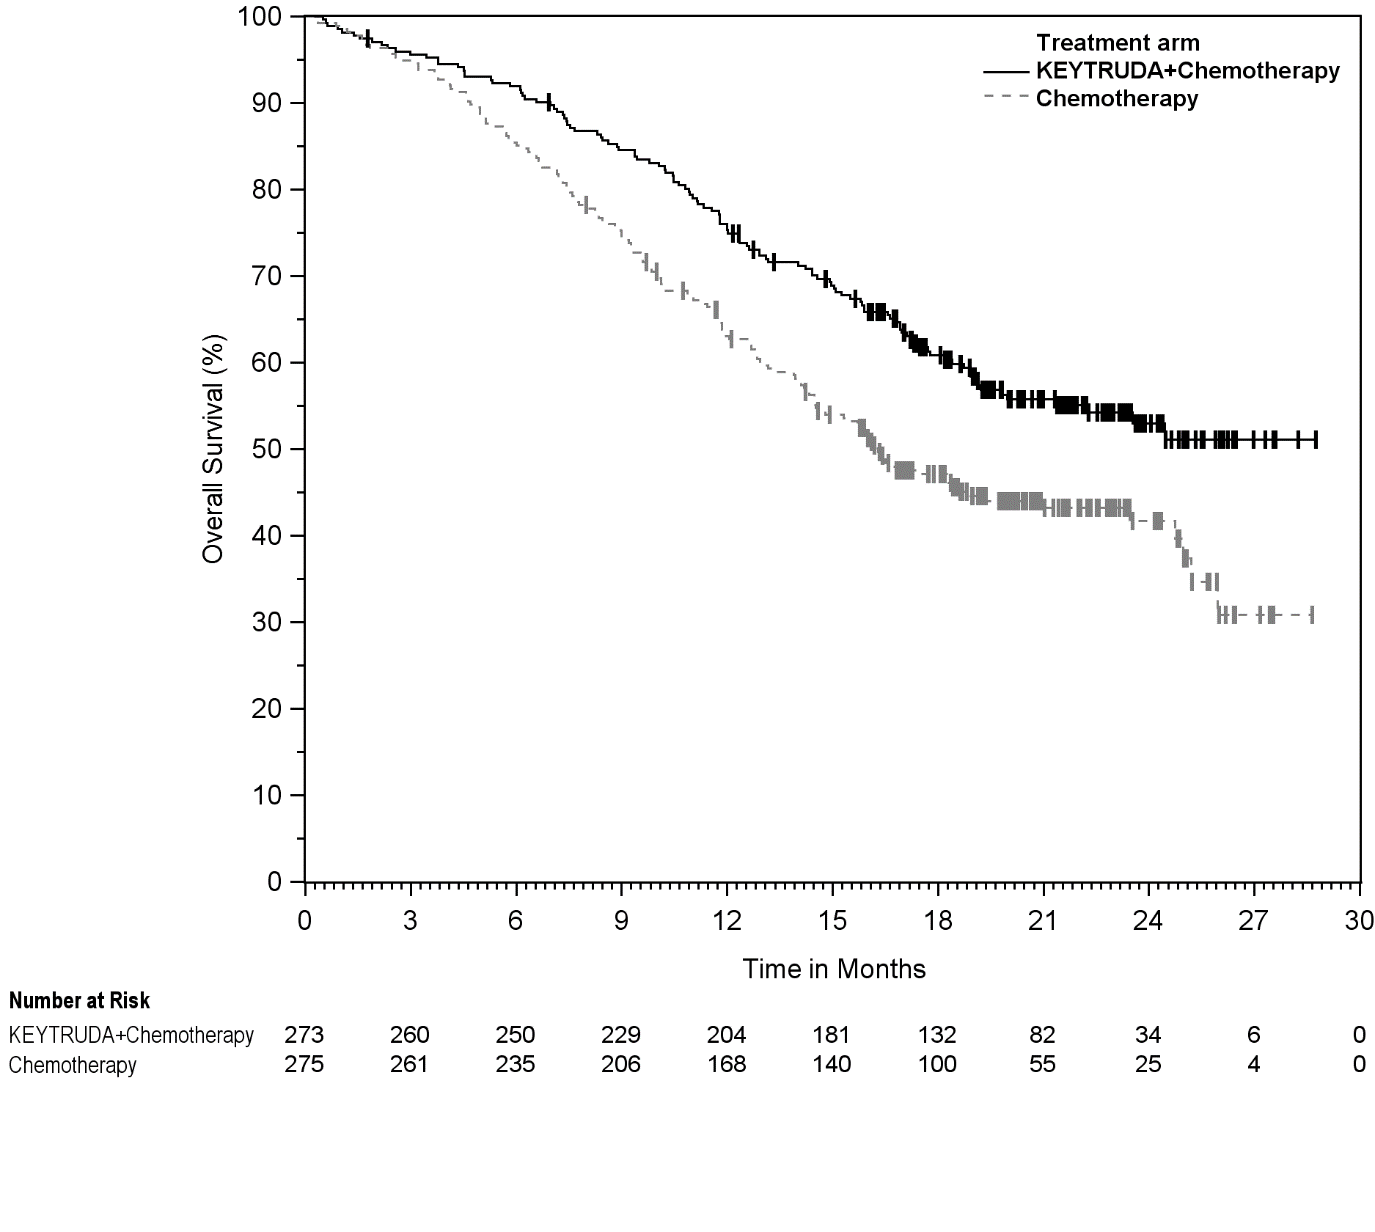 Treatment arm
KEYTRUDA+Chemotherapy
Chemotherapy
100
90
80
70
60
50
40
30
20
10
0
Overall Survival (%)
0 3 6 9 12 15 18 21 24 27 30
Time in Months
Number at Risk
KEYTRUDA+Chemotherapy 273 260 250 229 204 181 132 82 34 6 0
Chemotherapy 275 261 235 206 168 140 100 55 25 4 0